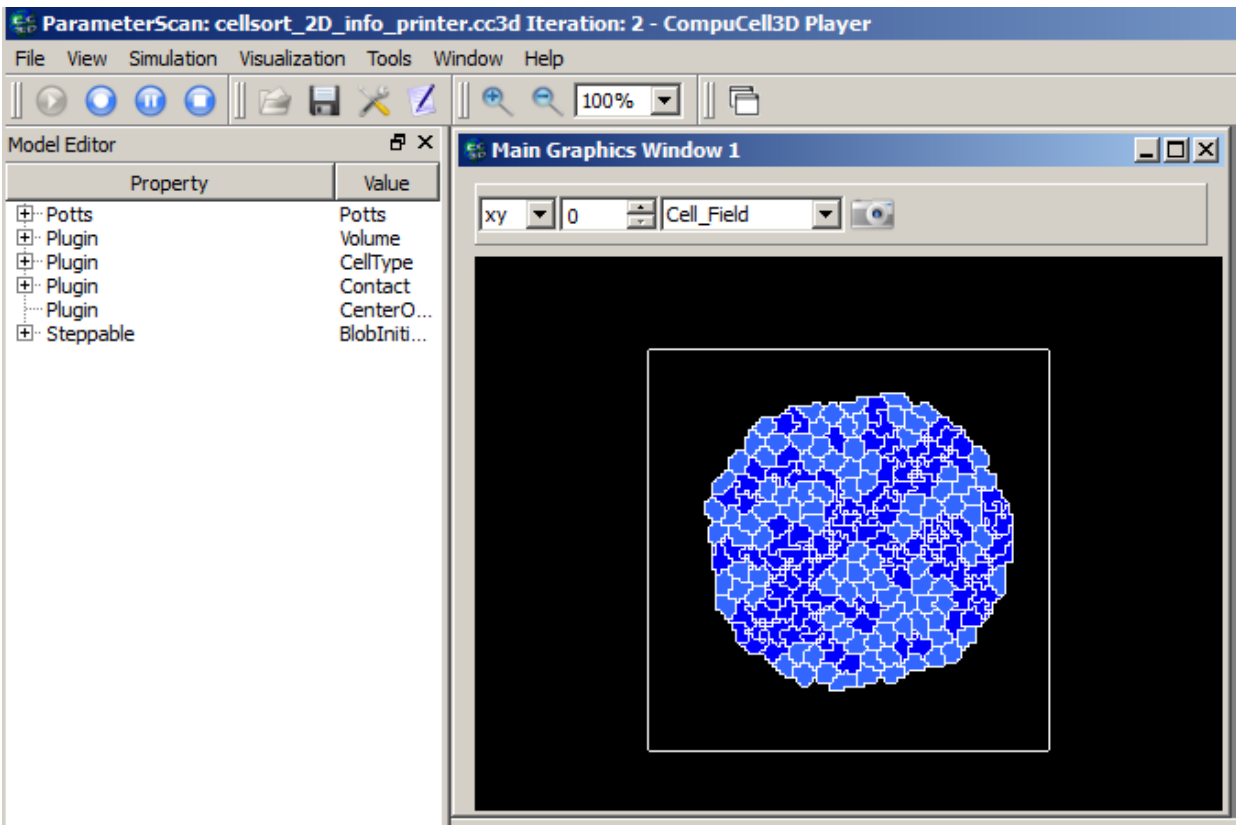 ParameterScan: cellsort_2D_info_printer.cc3d Iteration: 2 - CompuCell3D Player
File View Simulation Visualization Tools Window Help
100%
Model Editor
Property Value
Potts Potts
Plugin Volume
Plugin CellType
Plugin Contact
Plugin CenterO...
Steppable BlobIniti...
Main Graphics Window 1
xy 0 Cell_Field